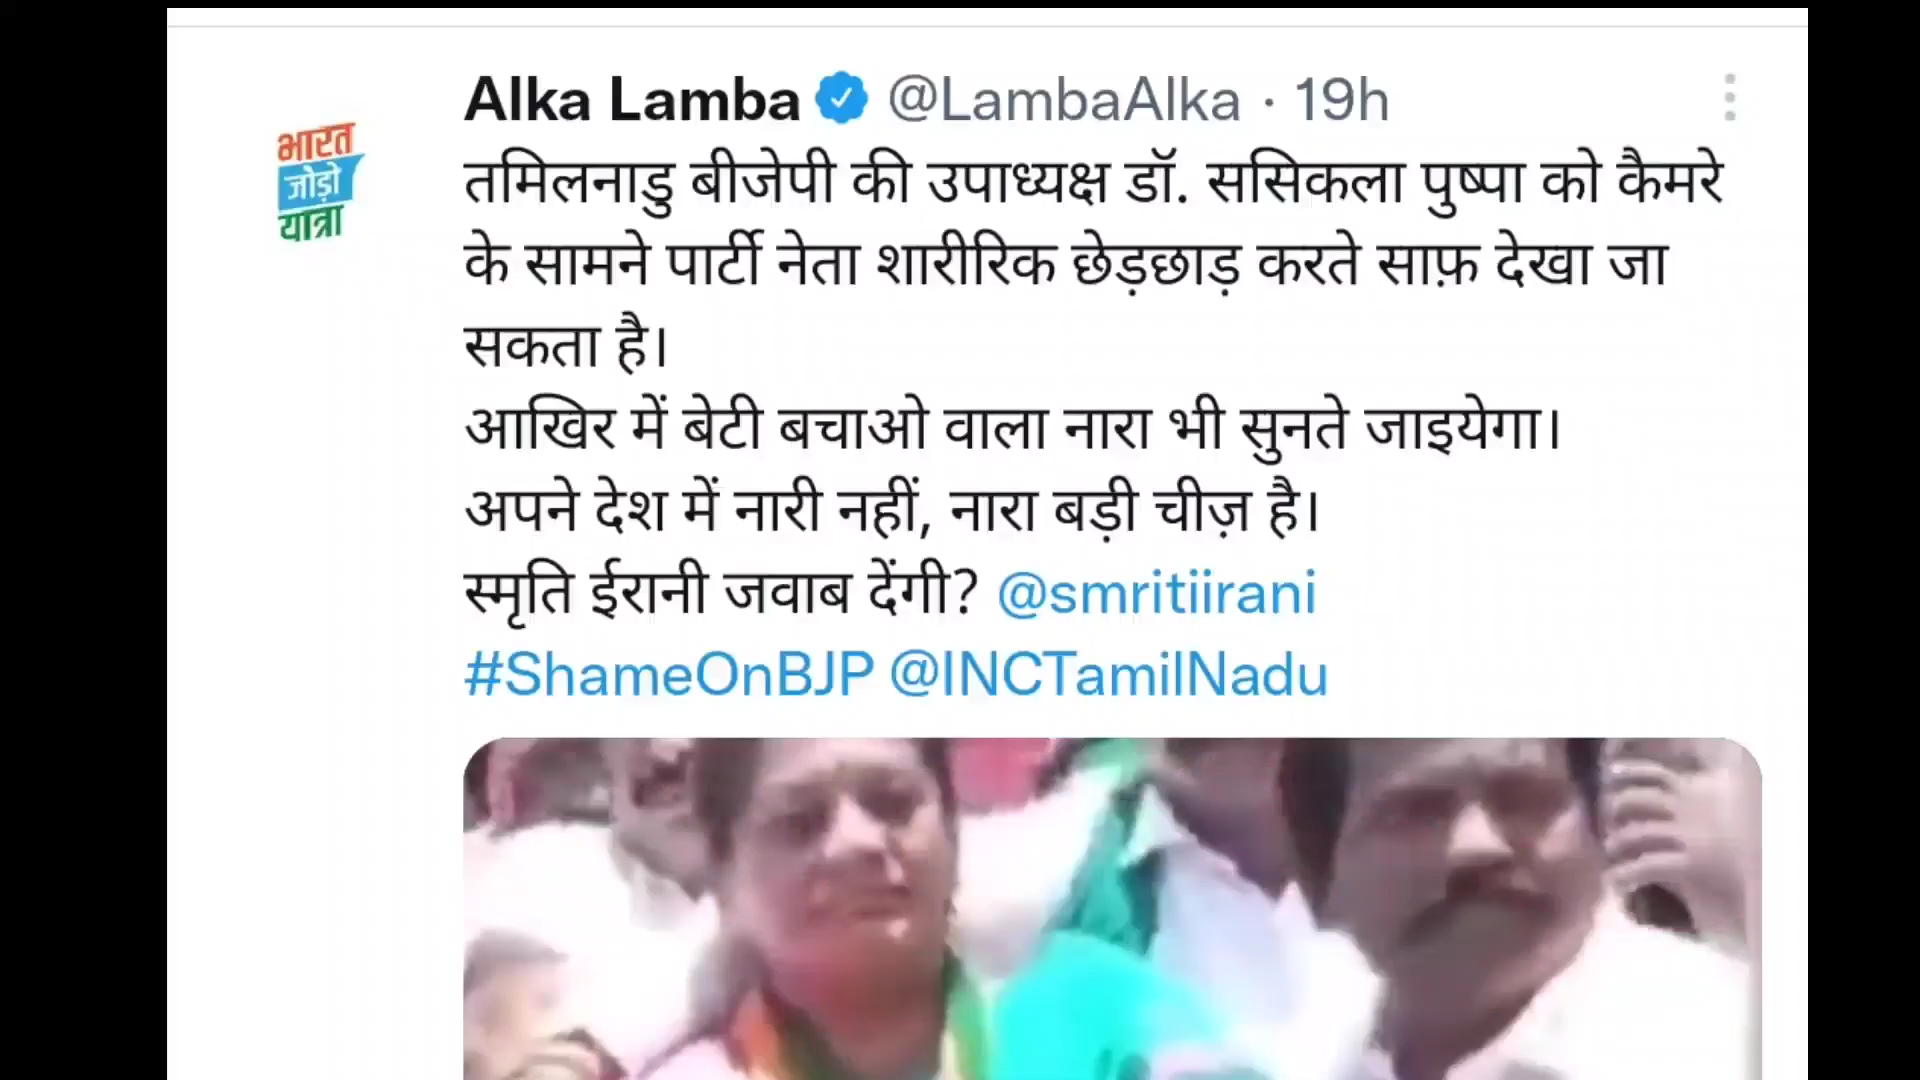 Alka Lamba @LambaAlka · 19h
भारत
जोड़ो
यात्रा
तमिलनाडु बीजेपी की उपाध्यक्ष डॉ. ससिकला पुष्पा को कैमरे
के सामने पार्टी नेता शारीरिक छेड़छाड़ करते साफ़ देखा जा
सकता है।
आखिर में बेटी बचाओ वाला नारा भी सुनते जाइयेगा।
अपने देश में नारी नहीं, नारा बड़ी चीज़ है।
स्मृति ईरानी जवाब देंगी? @smritiirani
#ShameOnBJP @INCTamilNadu